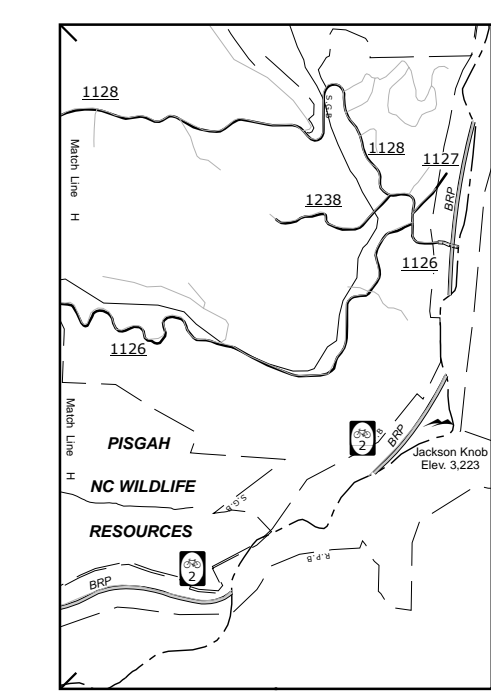 1128
S.G.B
1128
1127
Match Line H
BRP
1238
1126
1126
Match Line H
2
BRP
PISGAH
Jackson Knob
Elev. 3,223
NC WILDLIFE
S.G.B
RESOURCES
R.P.B
2
BRP